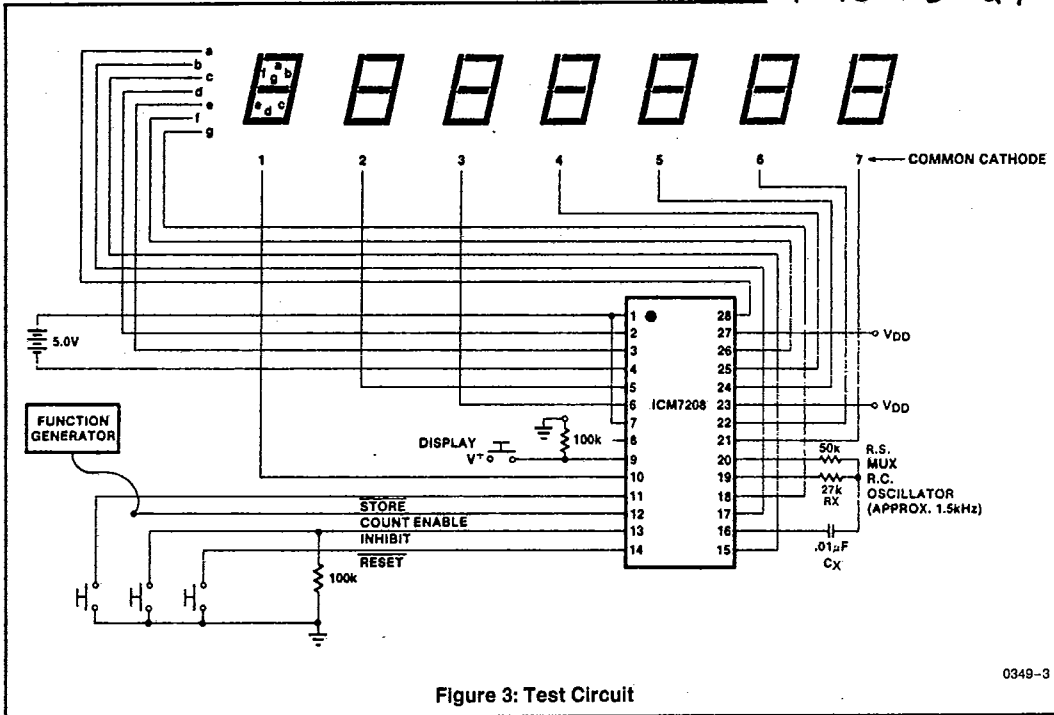 a
b
c
d
e
f
g
a
f b
g
e c
d
1 2 3 4 5 6 7 COMMON CATHODE
5.0V
1 28
2 27 VDD
3 26
4 25
5 24
6 ICM7208 23 VDD
7 22
8 21
9 20
10 19
11 18
12 17
13 16
14 15
FUNCTION
GENERATOR
DISPLAY
V+
100k
50k
R.S.
MUX
27k
RX
R.C.
OSCILLATOR
(APPROX. 1.5kHz)
.01µF
CX
STORE
COUNT ENABLE
INHIBIT
RESET
100k
0349-3
Figure 3: Test Circuit